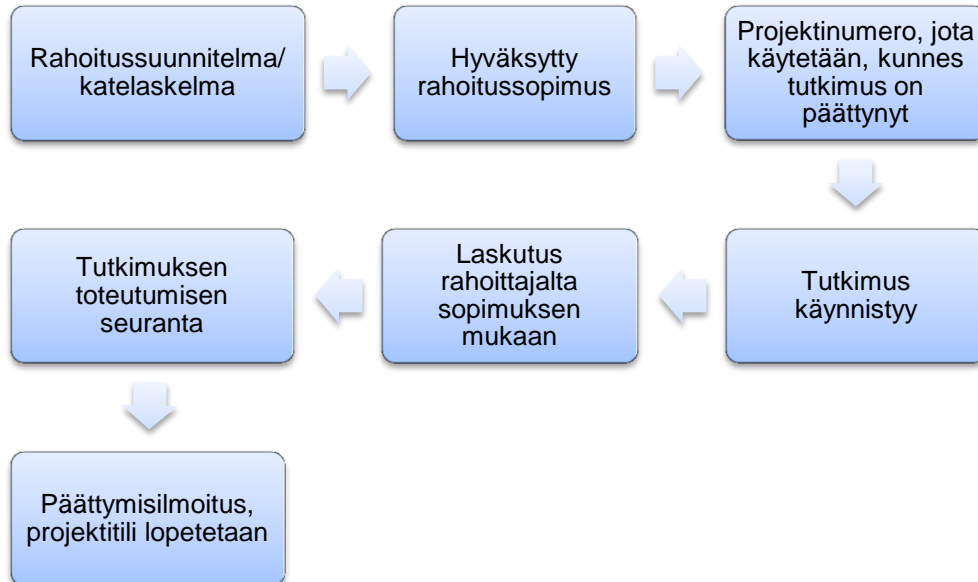 Rahoitussuunnitelma/
katelaskelma
Hyväksytty
rahoitussopimus
Projektinumero, jota
käytetään, kunnes
tutkimus on
päättynyt
Tutkimus
käynnistyy
Laskutus
rahoittajalta
sopimuksen
mukaan
Tutkimuksen
toteutumisen
seuranta
Päättymisilmoitus,
projektitili lopetetaan